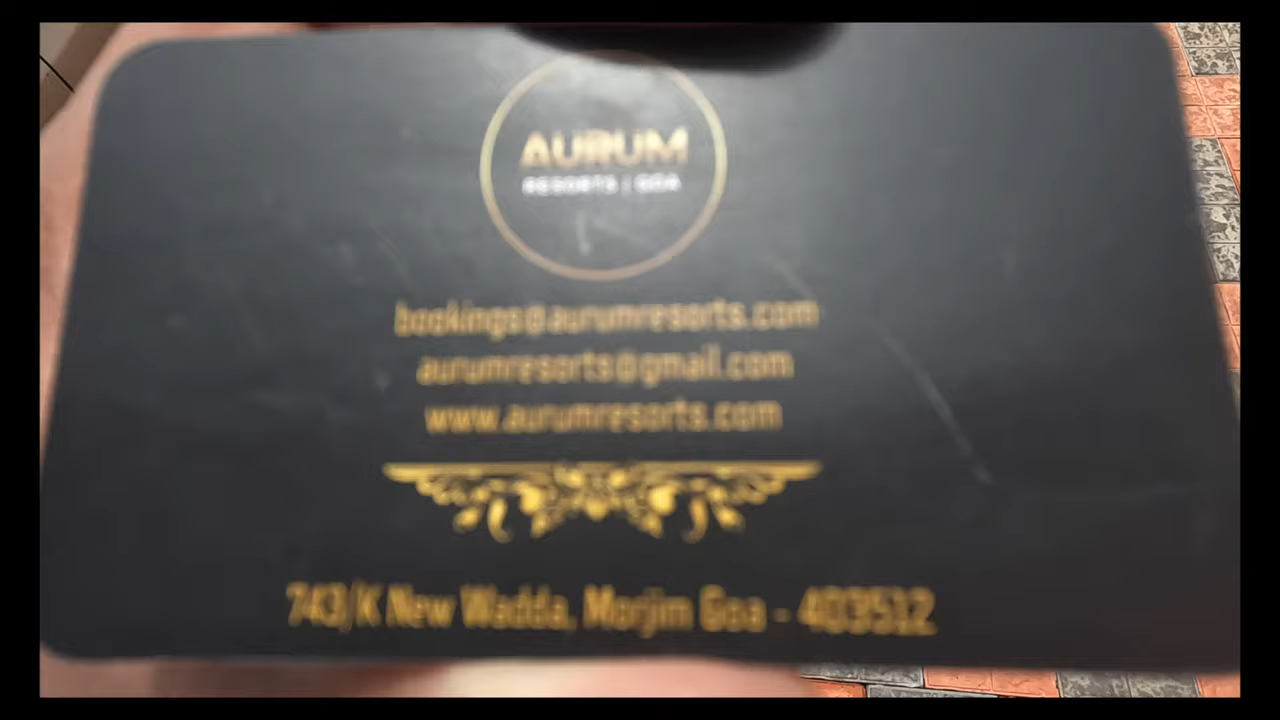 AURUM
RESORTS | GOA
bookings@aurumresorts.com
aurumresorts@gmail.com
www.aurumresorts.com
743/K New Wadda, Morjim Goa - 403512